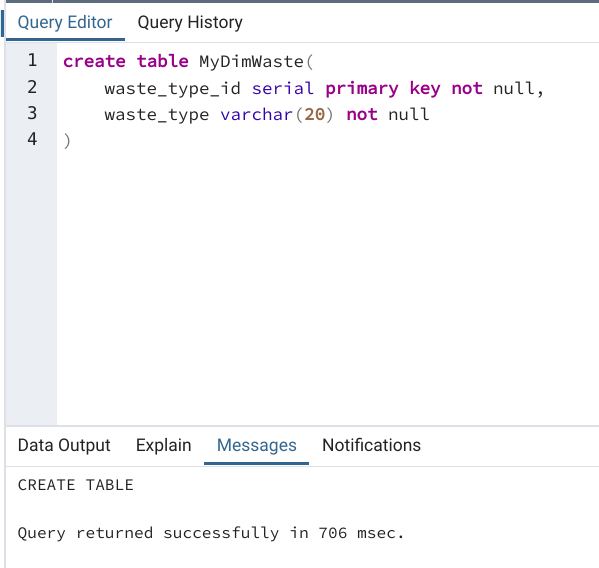 Query Editor Query History
1 create table MyDimWaste(
2     waste_type_id serial primary key not null,
3     waste_type varchar(20) not null
4 )
Data Output Explain Messages Notifications
CREATE TABLE
Query returned successfully in 706 msec.